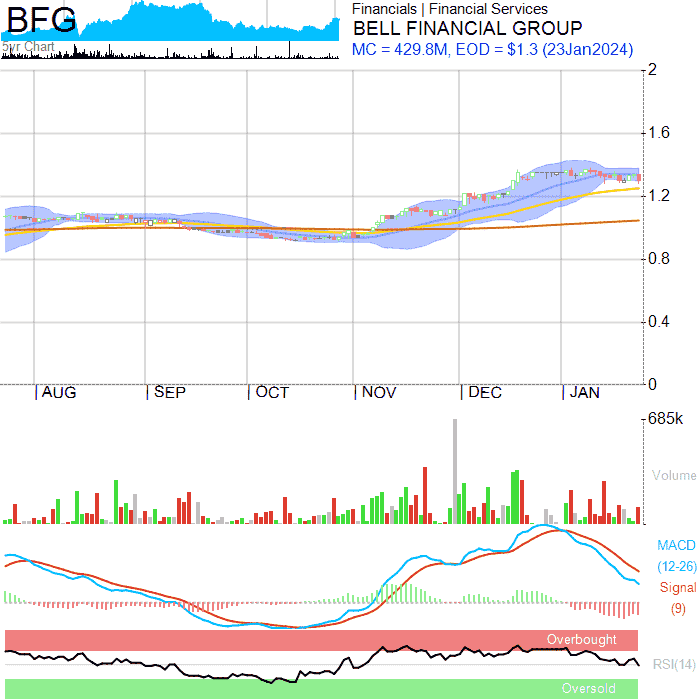 BFG
5yr Chart
Financials | Financial Services
BELL FINANCIAL GROUP
MC = 429.8M, EOD = $1.3 (23Jan2024)
2
1.6
1.2
0.8
0.4
0
AUG SEP OCT NOV DEC JAN
685k
Volume
MACD
(12-26)
Signal
(9)
Overbought
RSI(14)
Oversold